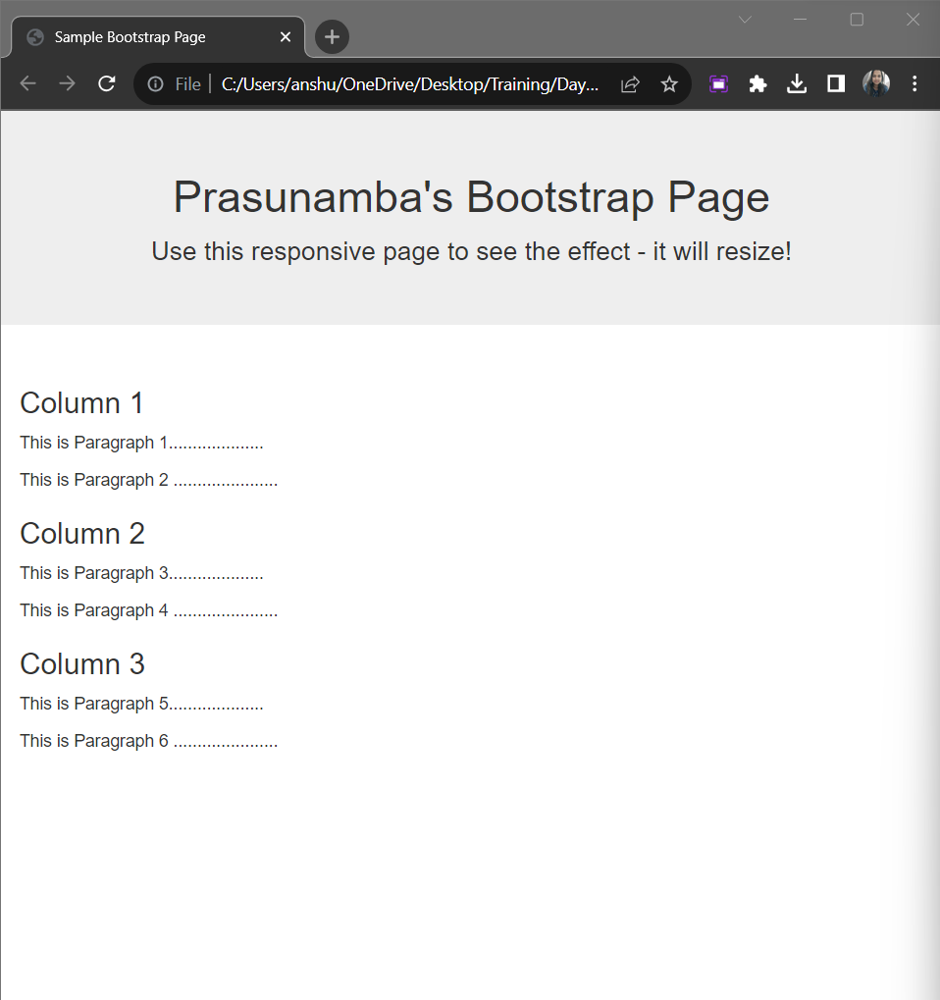 Sample Bootstrap Page
File C:/Users/anshu/OneDrive/Desktop/Training/Day...
Prasunamba's Bootstrap Page
Use this responsive page to see the effect - it will resize!
Column 1
This is Paragraph 1....................
This is Paragraph 2 ......................
Column 2
This is Paragraph 3....................
This is Paragraph 4 ......................
Column 3
This is Paragraph 5....................
This is Paragraph 6 ......................